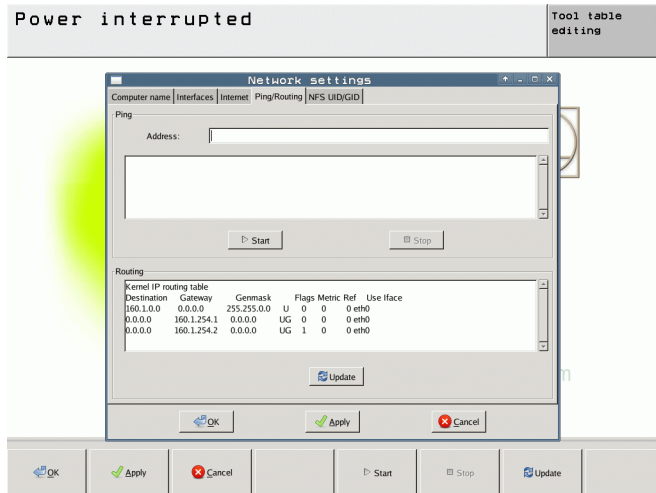 Power interrupted
Tool table
editing
Network settings
Computer name Interfaces Internet Ping/Routing NFS UID/GID
Ping
Address:
Start Stop
Routing
Kernel IP routing table
Destination Gateway Genmask Flags Metric Ref Use Iface
160.1.0.0 0.0.0.0 255.255.0.0 U 0 0 0 eth0
0.0.0.0 160.1.254.1 0.0.0.0 UG 0 0 0 eth0
0.0.0.0 160.1.254.2 0.0.0.0 UG 1 0 0 eth0
Update
m
OK Apply Cancel
OK Apply Cancel Start Stop Update